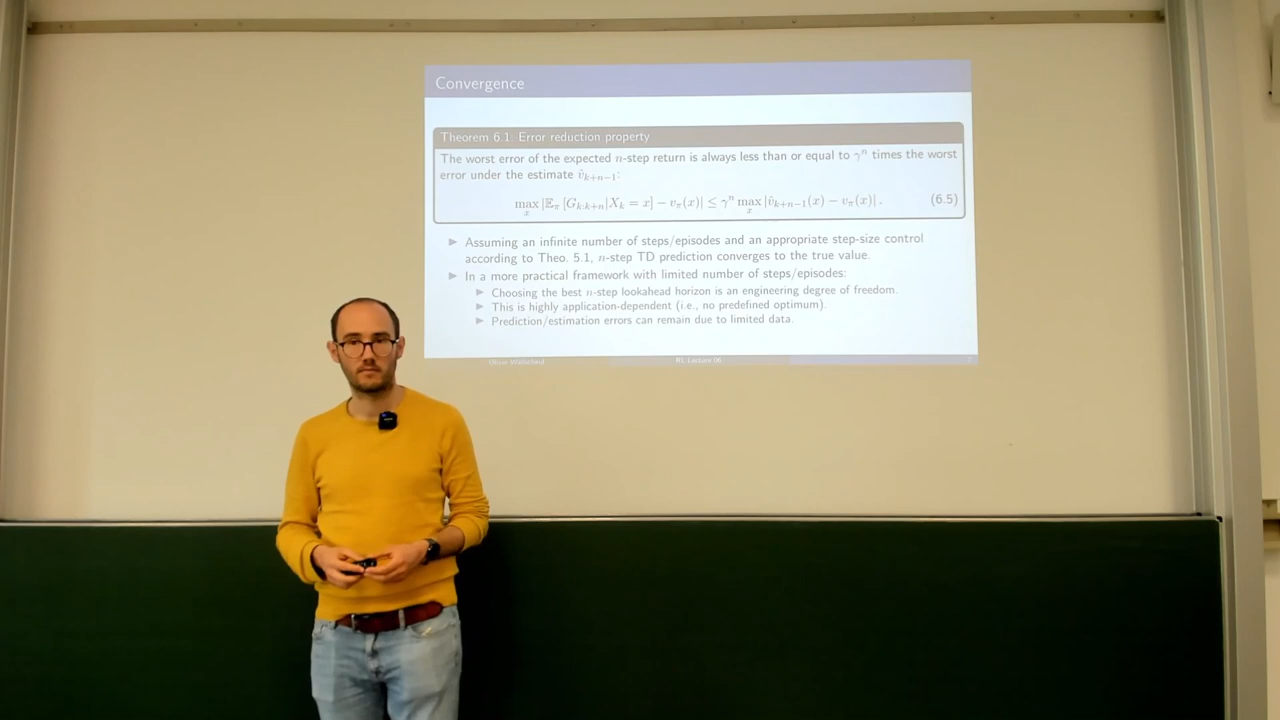 Convergence
Theorem 6.1: Error reduction property
The worst error of the expected n-step return is always less than or equal to γⁿ times the worst
error under the estimate v̂ₖ₊ₙ₋₁:
max_x |𝔼_π [G_{k:k+n}|X_k = x] − v_π(x)| ≤ γⁿ max_x |v̂_{k+n−1}(x) − v_π(x)| . (6.5)
► Assuming an infinite number of steps/episodes and an appropriate step-size control
according to Theo. 5.1, n-step TD prediction converges to the true value.
► In a more practical framework with limited number of steps/episodes:
► Choosing the best n-step lookahead horizon is an engineering degree of freedom.
► This is highly application-dependent (i.e., no predefined optimum).
► Prediction/estimation errors can remain due to limited data.
Oliver Wallscheid RL Lecture 06